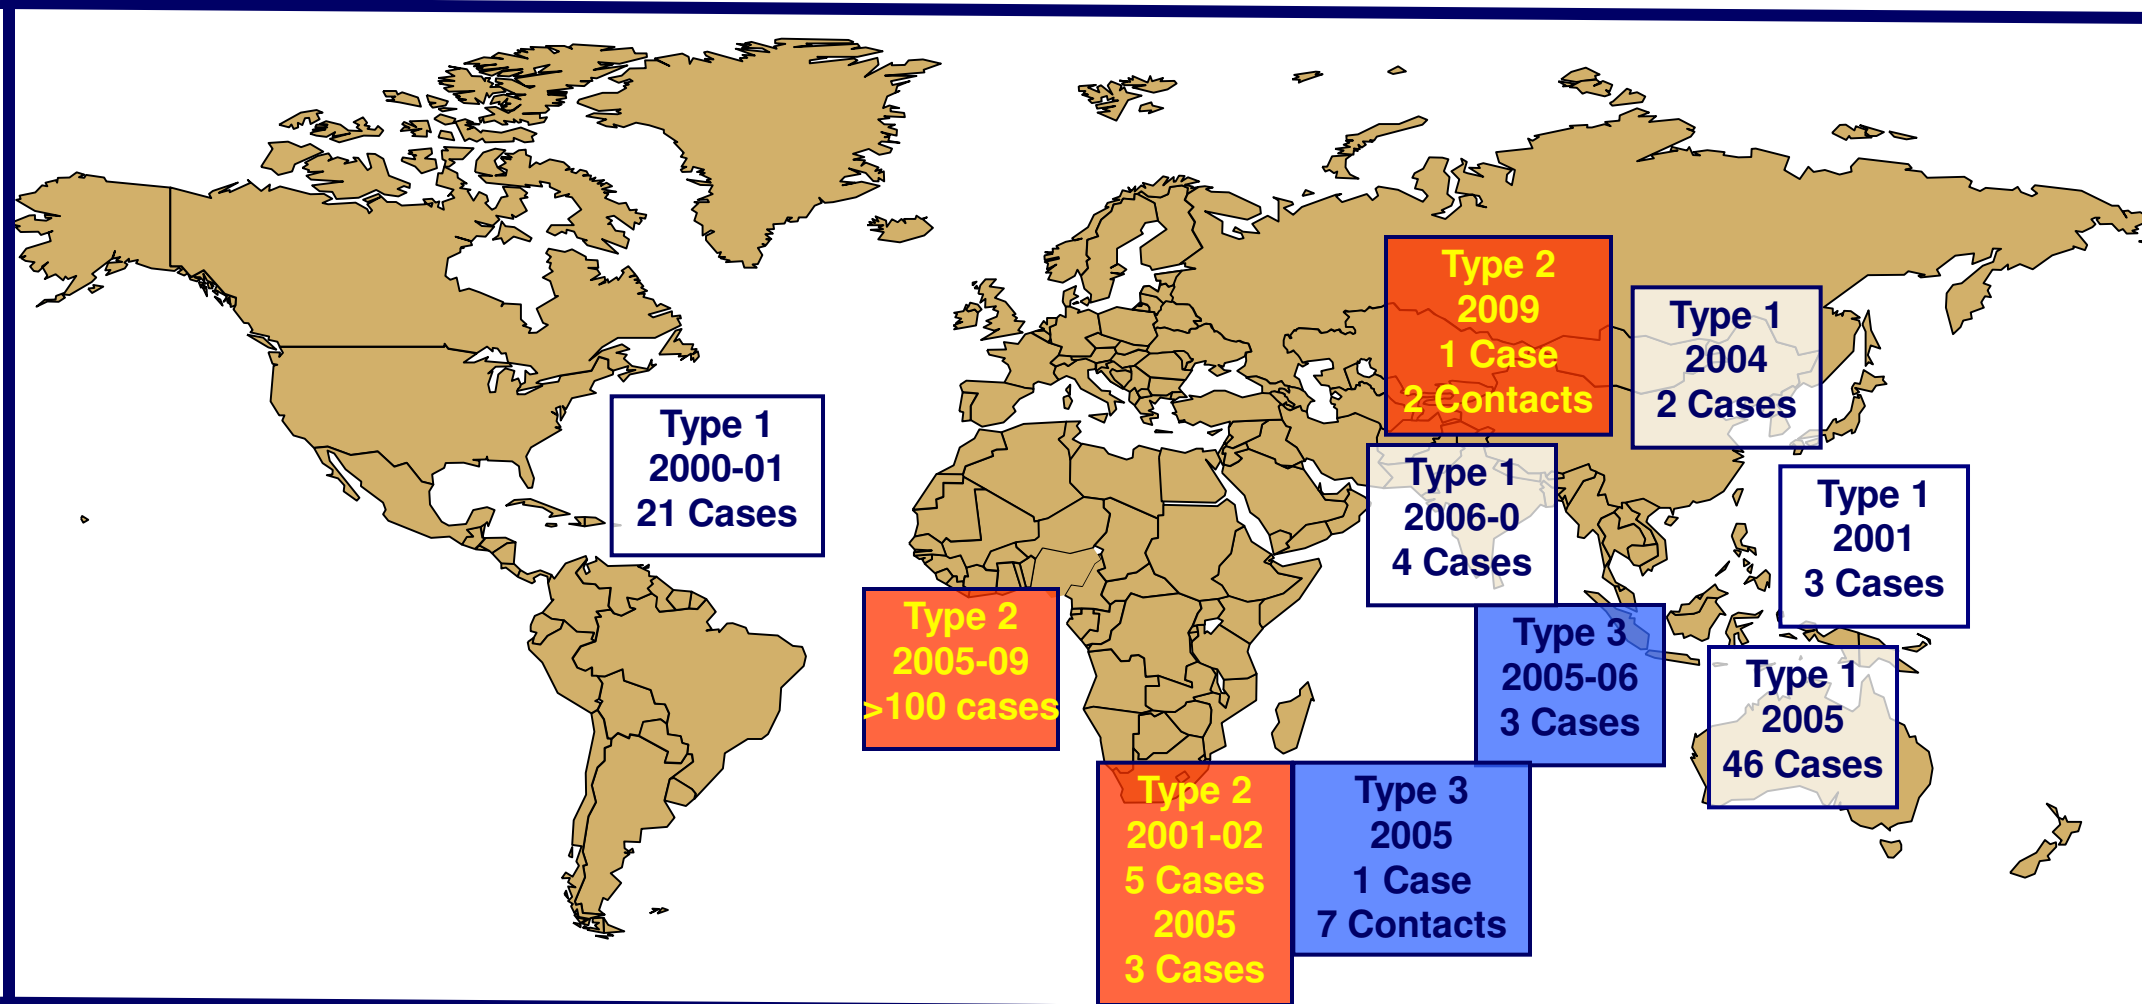 Type 2
2009
1 Case
2 Contacts
Type 1
2004
2 Cases
Type 1
2000-01
21 Cases
Type 1
2006-0
4 Cases
Type 1
2001
3 Cases
Type 2
2005-09
>100 cases
Type 3
2005-06
3 Cases
Type 1
2005
46 Cases
Type 2
2001-02
5 Cases
2005
3 Cases
Type 3
2005
1 Case
7 Contacts